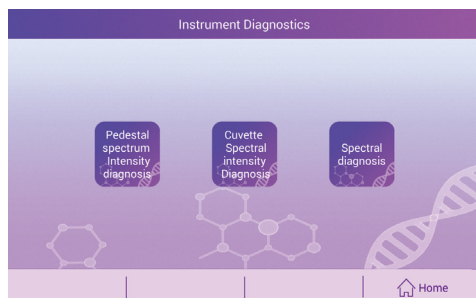 Instrument Diagnostics
Pedestal
spectrum
Intensity
diagnosis
Cuvette
Spectral
intensity
Diagnosis
Spectral
diagnosis
Home